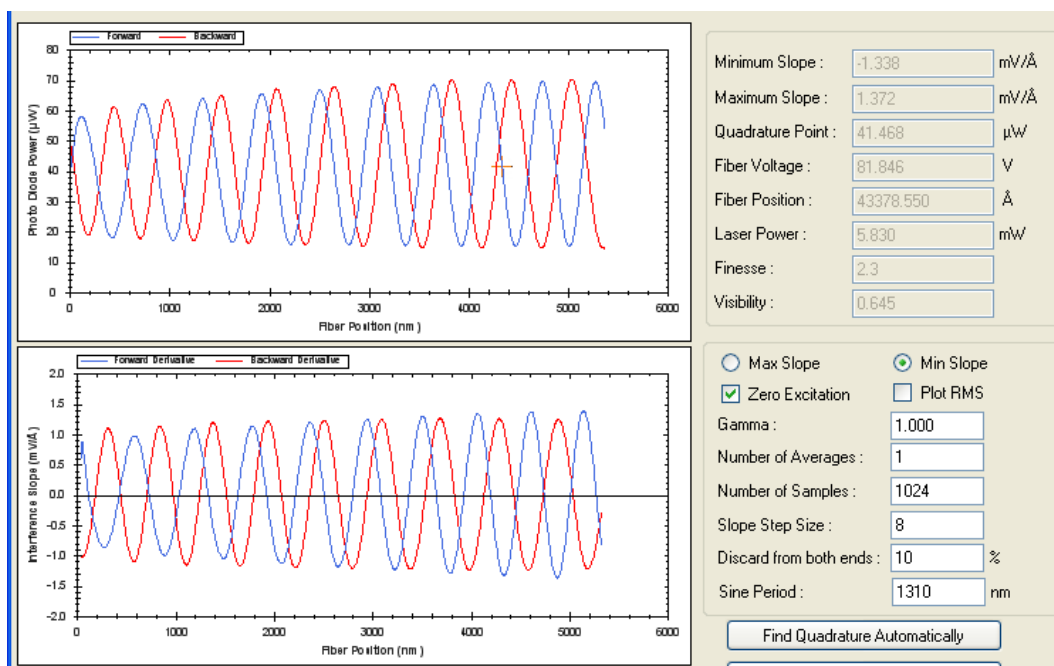 Forward Backward
80
70
60
50
40
30
20
10
0
Photo Diode Power (µW)
0 1000 2000 3000 4000 5000 6000
Fiber Position (nm)
Forward Derivative Backward Derivative
2.0
1.5
1.0
0.5
0.0
-0.5
-1.0
-1.5
-2.0
Interference Slope (mV/Å)
0 1000 2000 3000 4000 5000 6000
Fiber Position (nm)
Minimum Slope : -1.338 mV/Å
Maximum Slope : 1.372 mV/Å
Quadrature Point : 41.468 µW
Fiber Voltage : 81.846 V
Fiber Position : 43378.550 Å
Laser Power : 5.830 mW
Finesse : 2.3
Visibility : 0.645
Max Slope Min Slope
Zero Excitation Plot RMS
Gamma : 1.000
Number of Averages : 1
Number of Samples : 1024
Slope Step Size : 8
Discard from both ends : 10 %
Sine Period : 1310 nm
Find Quadrature Automatically